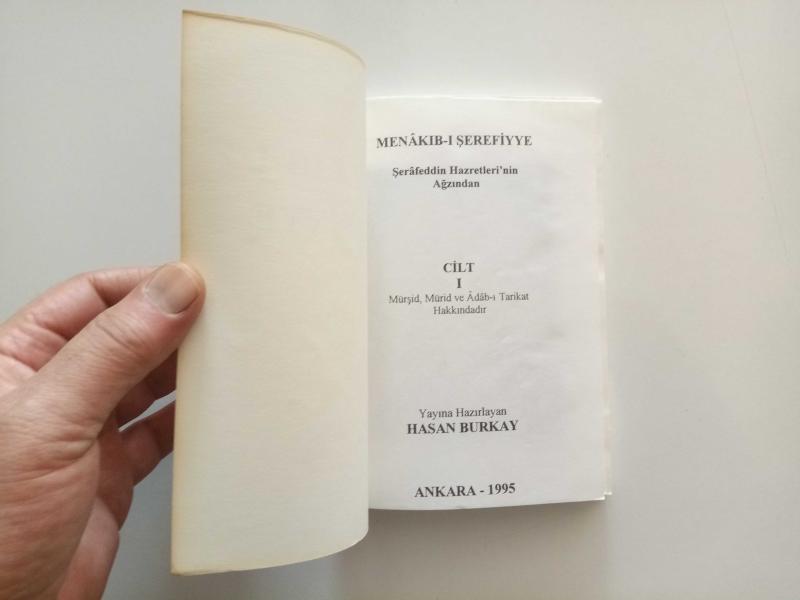 MENÂKIB-I ŞEREFİYYE
Şerâfeddin Hazretleri'nin
Ağzından
CİLT
I
Mürşid, Mürid ve Âdâb-ı Tarikat
Hakkındadır
Yayına Hazırlayan
HASAN BURKAY
ANKARA - 1995